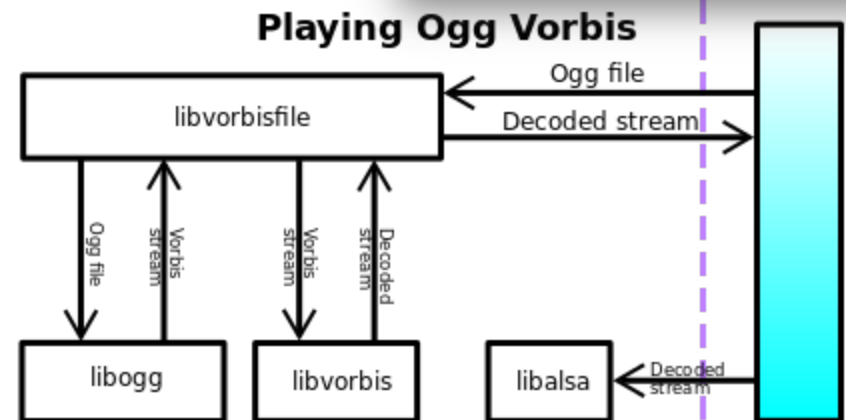 Playing Ogg Vorbis
Ogg file
libvorbisfile
Decoded stream
Ogg file
Vorbis
stream
Vorbis
stream
Decoded
stream
libogg
libvorbis
libalsa
Decoded
stream